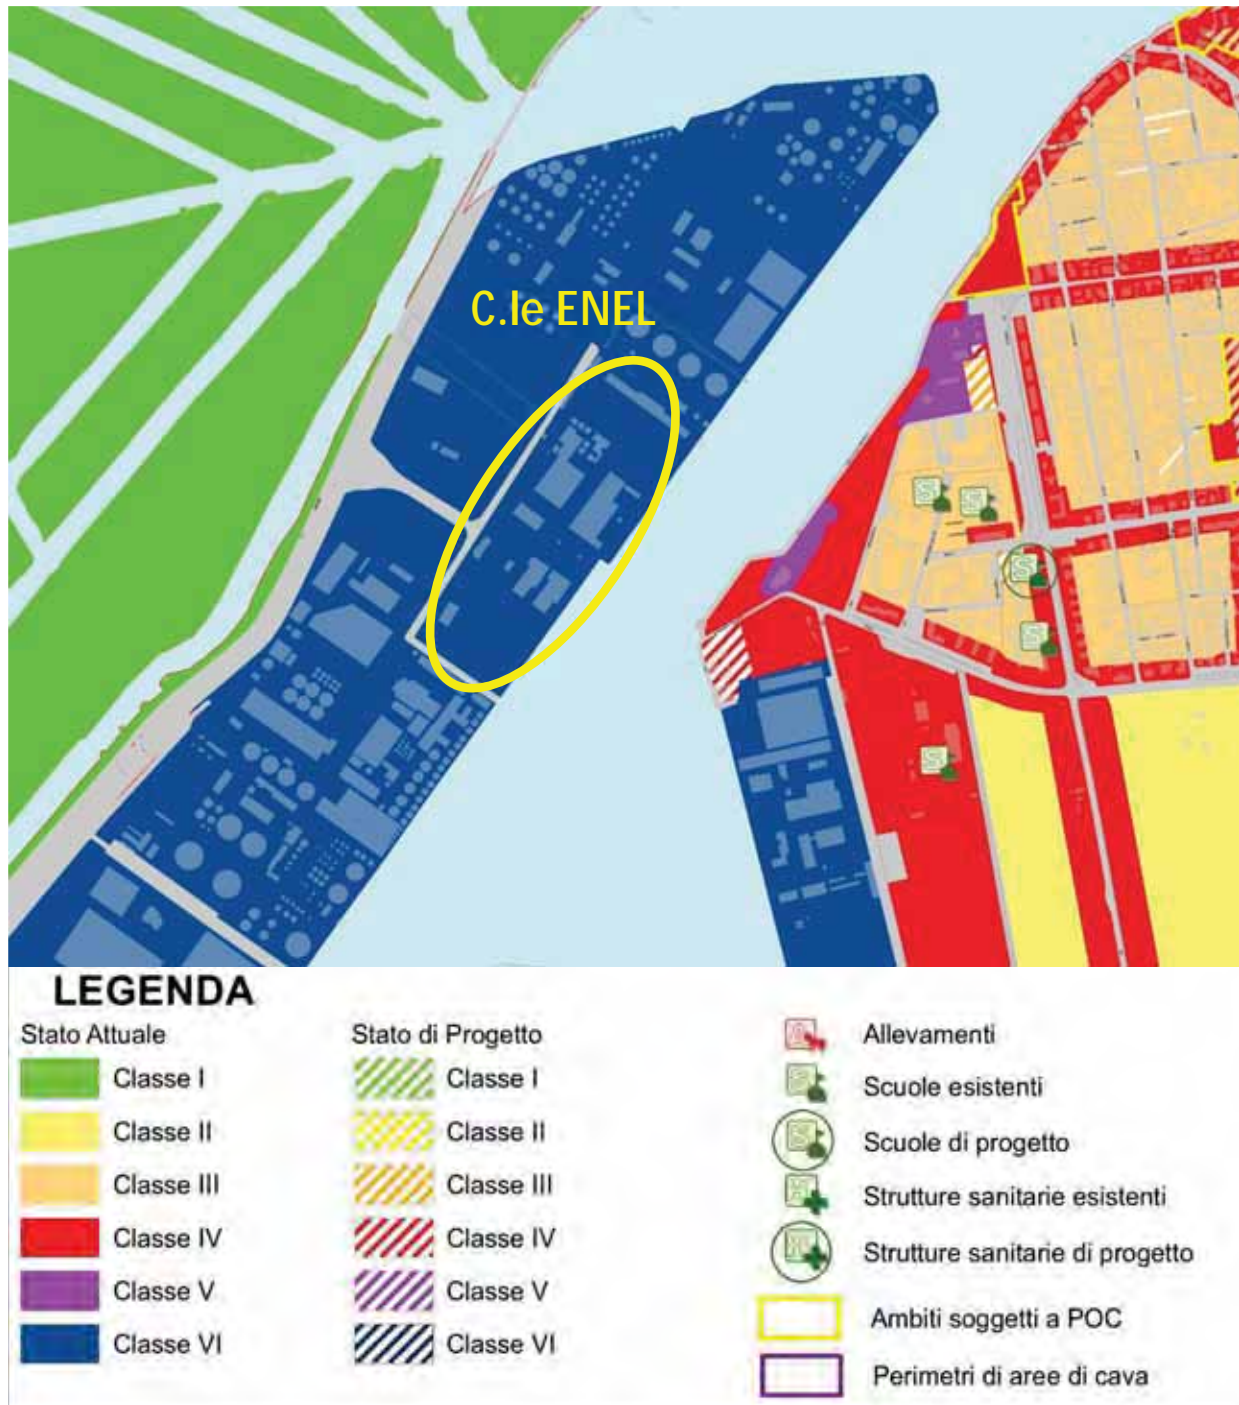 C.le ENEL
LEGENDA
Stato Attuale
Classe I
Classe II
Classe III
Classe IV
Classe V
Classe VI
Stato di Progetto
Classe I
Classe II
Classe III
Classe IV
Classe V
Classe VI
Allevamenti
Scuole esistenti
Scuole di progetto
Strutture sanitarie esistenti
Strutture sanitarie di progetto
Ambiti soggetti a POC
Perimetri di aree di cava